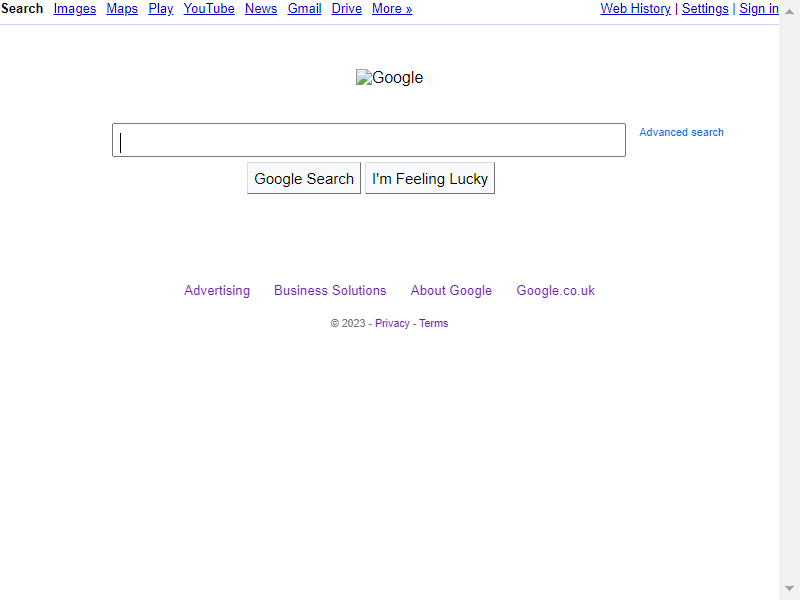 Search Images Maps Play YouTube News Gmail Drive More » Web History | Settings | Sign in
Google
Advanced search
Google Search I'm Feeling Lucky
Advertising Business Solutions About Google Google.co.uk
© 2023 - Privacy - Terms